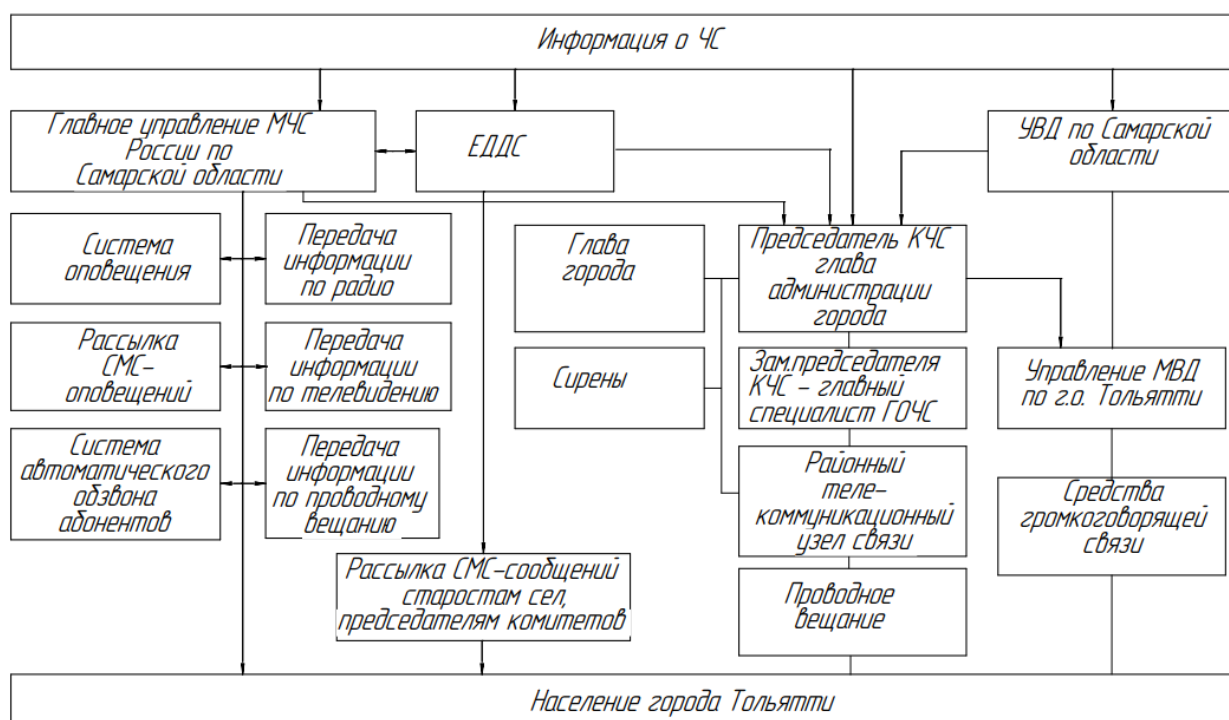 Информация о ЧС
Главное управление МЧС
России по
Самарской области
ЕДДС
УВД по Самарской
области
Система
оповещения
Передача
информации
по радио
Глава
города
Председатель КЧС
глава
администрации
города
Рассылка
СМС-
оповещений
Передача
информации
по телевидению
Сирены
Зам.председателя
КЧС – главный
специалист ГОЧС
Управление МВД
по г.о. Тольятти
Система
автоматического
обзвона
абонентов
Передача
информации
по проводному
вещанию
Районный
теле-
коммуникационный
узел связи
Средства
громкоговорящей
связи
Рассылка СМС-сообщений
старостам сел,
председателям комитетов
Проводное
вещание
Население города Тольятти